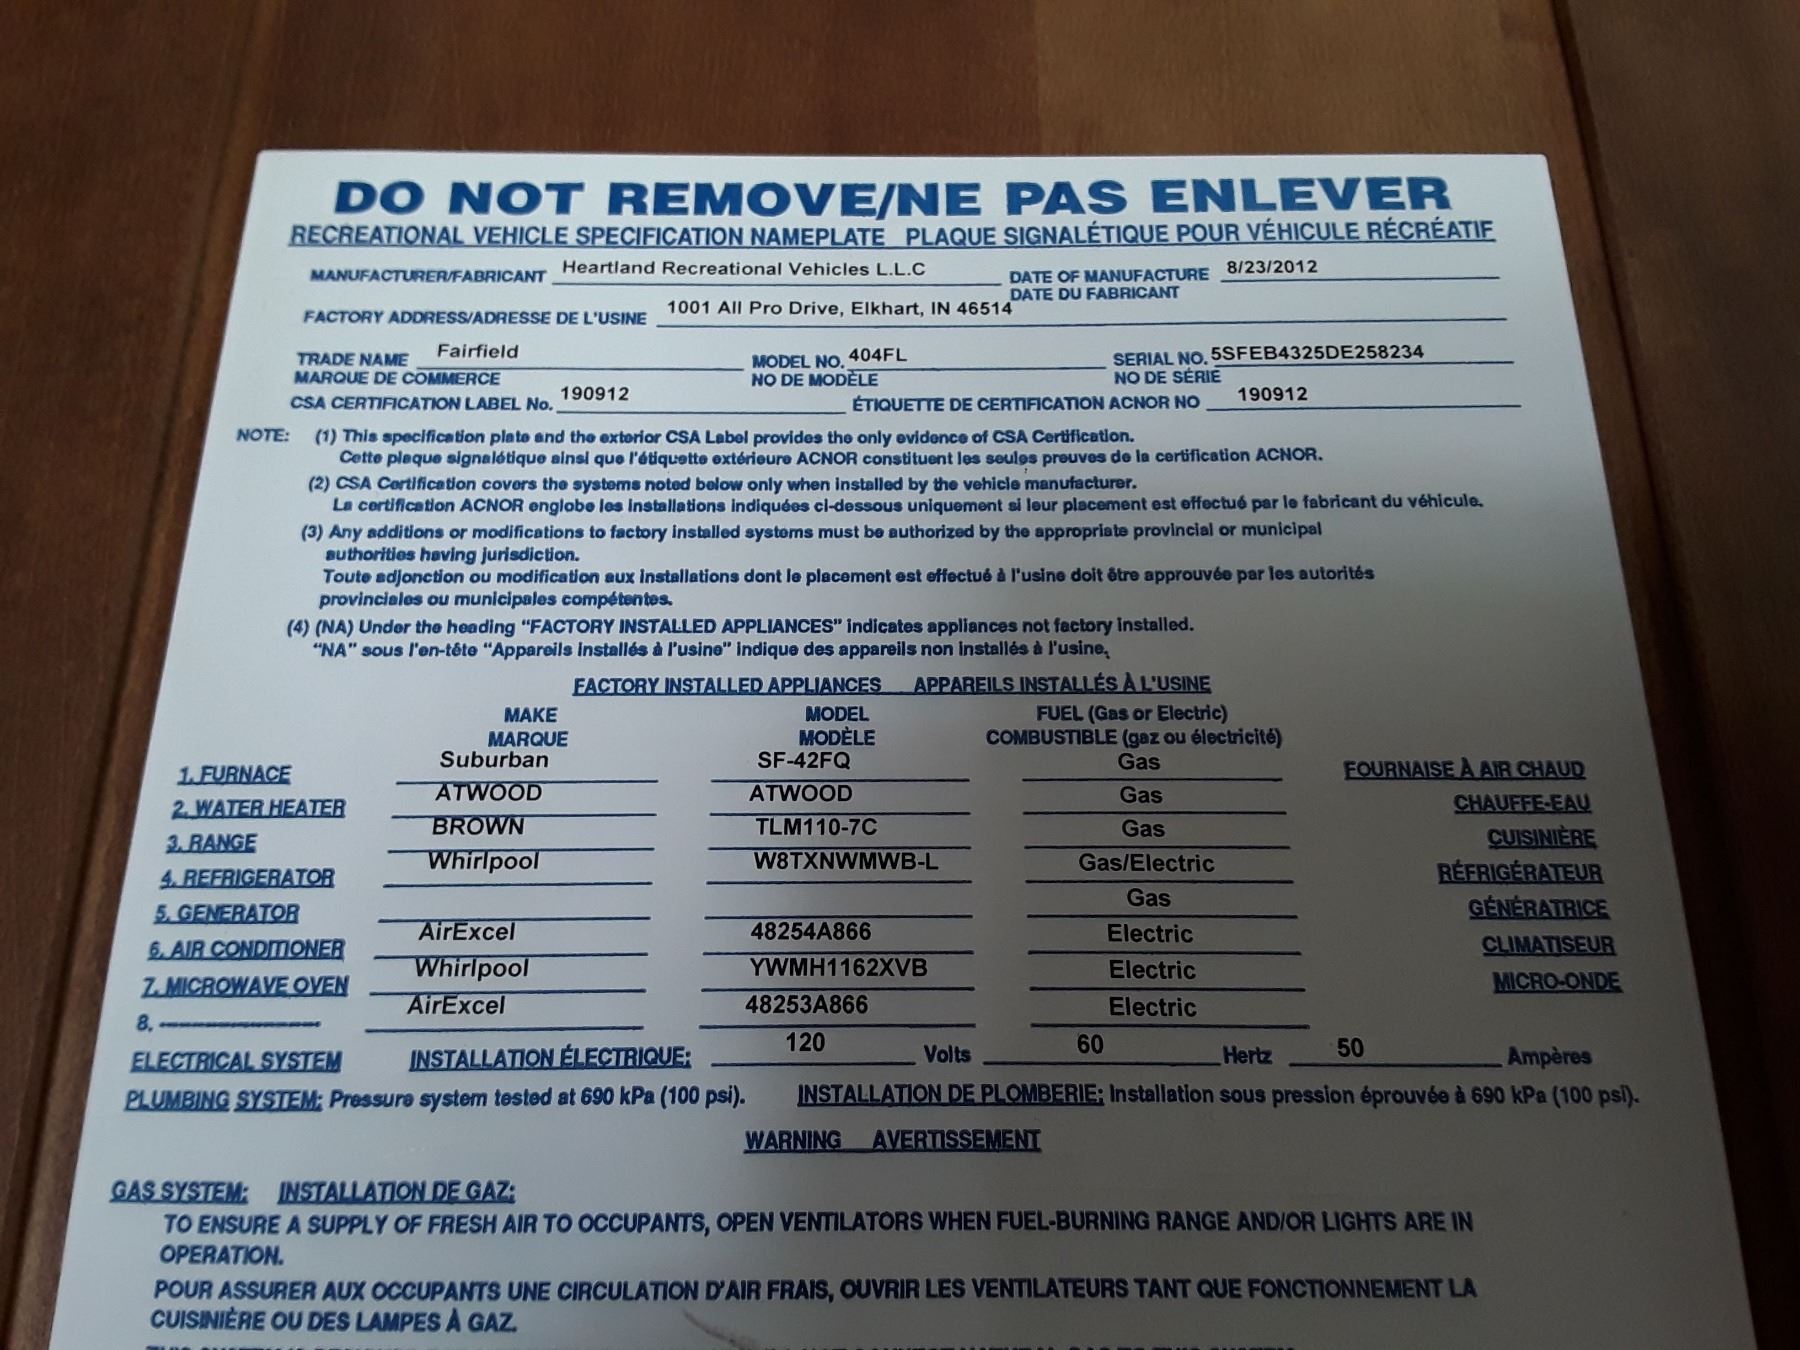 DO NOT REMOVE/NE PAS ENLEVER
RECREATIONAL VEHICLE SPECIFICATION NAMEPLATE PLAQUE SIGNALÉTIQUE POUR VÉHICULE RÉCRÉATIF
MANUFACTURER/FABRICANT Heartland Recreational Vehicles L.L.C DATE OF MANUFACTURE 8/23/2012
DATE DU FABRICANT
FACTORY ADDRESS/ADRESSE DE L'USINE 1001 All Pro Drive, Elkhart, IN 46514
TRADE NAME Fairfield MODEL NO. 404FL SERIAL NO. 5SFEB4325DE258234
MARQUE DE COMMERCE NO DE MODÈLE NO DE SÉRIE
CSA CERTIFICATION LABEL No. 190912 ÉTIQUETTE DE CERTIFICATION ACNOR NO 190912
NOTE: (1) This specification plate and the exterior CSA Label provides the only evidence of CSA Certification.
Cette plaque signalétique ainsi que l'étiquette extérieure ACNOR constituent les seules preuves de la certification ACNOR.
(2) CSA Certification covers the systems noted below only when installed by the vehicle manufacturer.
La certification ACNOR englobe les installations indiquées ci-dessous uniquement si leur placement est effectué par le fabricant du véhicule.
(3) Any additions or modifications to factory installed systems must be authorized by the appropriate provincial or municipal
authorities having jurisdiction.
Toute adjonction ou modification aux installations dont le placement est effectué à l'usine doit être approuvée par les autorités
provinciales ou municipales compétentes.
(4) (NA) Under the heading "FACTORY INSTALLED APPLIANCES" indicates appliances not factory installed.
"NA" sous l'en-tête "Appareils installés à l'usine" indique des appareils non installés à l'usine,
FACTORY INSTALLED APPLIANCES APPAREILS INSTALLÉS À L'USINE
MAKE MODEL FUEL (Gas or Electric)
MARQUE MODÈLE COMBUSTIBLE (gaz ou électricité)
1. FURNACE Suburban SF-42FQ Gas FOURNAISE À AIR CHAUD
2. WATER HEATER ATWOOD ATWOOD Gas CHAUFFE-EAU
3. RANGE BROWN TLM110-7C Gas CUISINIÈRE
4. REFRIGERATOR Whirlpool W8TXNWMWB-L Gas/Electric RÉFRIGÉRATEUR
5. GENERATOR Gas GÉNÉRATRICE
6. AIR CONDITIONER AirExcel 48254A866 Electric CLIMATISEUR
7. MICROWAVE OVEN Whirlpool YWMH1162XVB Electric MICRO-ONDE
8. AirExcel 48253A866 Electric
ELECTRICAL SYSTEM INSTALLATION ÉLECTRIQUE: 120 Volts 60 Hertz 50 Ampères
PLUMBING SYSTEM: Pressure system tested at 690 kPa (100 psi). INSTALLATION DE PLOMBERIE: Installation sous pression éprouvée à 690 kPa (100 psi).
WARNING AVERTISSEMENT
GAS SYSTEM: INSTALLATION DE GAZ:
TO ENSURE A SUPPLY OF FRESH AIR TO OCCUPANTS, OPEN VENTILATORS WHEN FUEL-BURNING RANGE AND/OR LIGHTS ARE IN
OPERATION.
POUR ASSURER AUX OCCUPANTS UNE CIRCULATION D'AIR FRAIS, OUVRIR LES VENTILATEURS TANT QUE FONCTIONNEMENT LA
CUISINIÈRE OU DES LAMPES À GAZ.